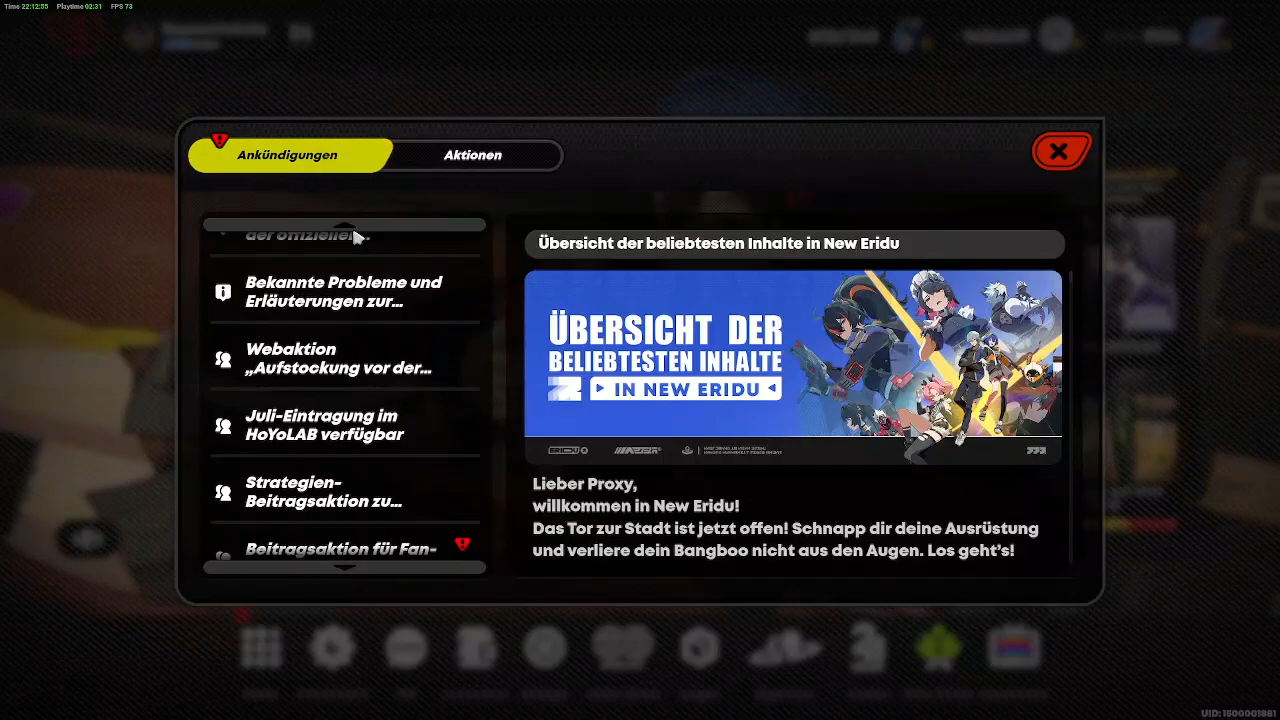 Time 22:12:55 Playtime 02:31 FPS 73
Ankündigungen
Aktionen
der offiziellen...
Bekannte Probleme und
Erläuterungen zur...
Webaktion
„Aufstockung vor der...
Juli-Eintragung im
HoYoLAB verfügbar
Strategien-
Beitragsaktion zu...
Beitragsaktion für Fan-
Übersicht der beliebtesten Inhalte in New Eridu
ÜBERSICHT DER
BELIEBTESTEN INHALTE
IN NEW ERIDU
Lieber Proxy,
willkommen in New Eridu!
Das Tor zur Stadt ist jetzt offen! Schnapp dir deine Ausrüstung
und verliere dein Bangboo nicht aus den Augen. Los geht's!
UID: 1500001881